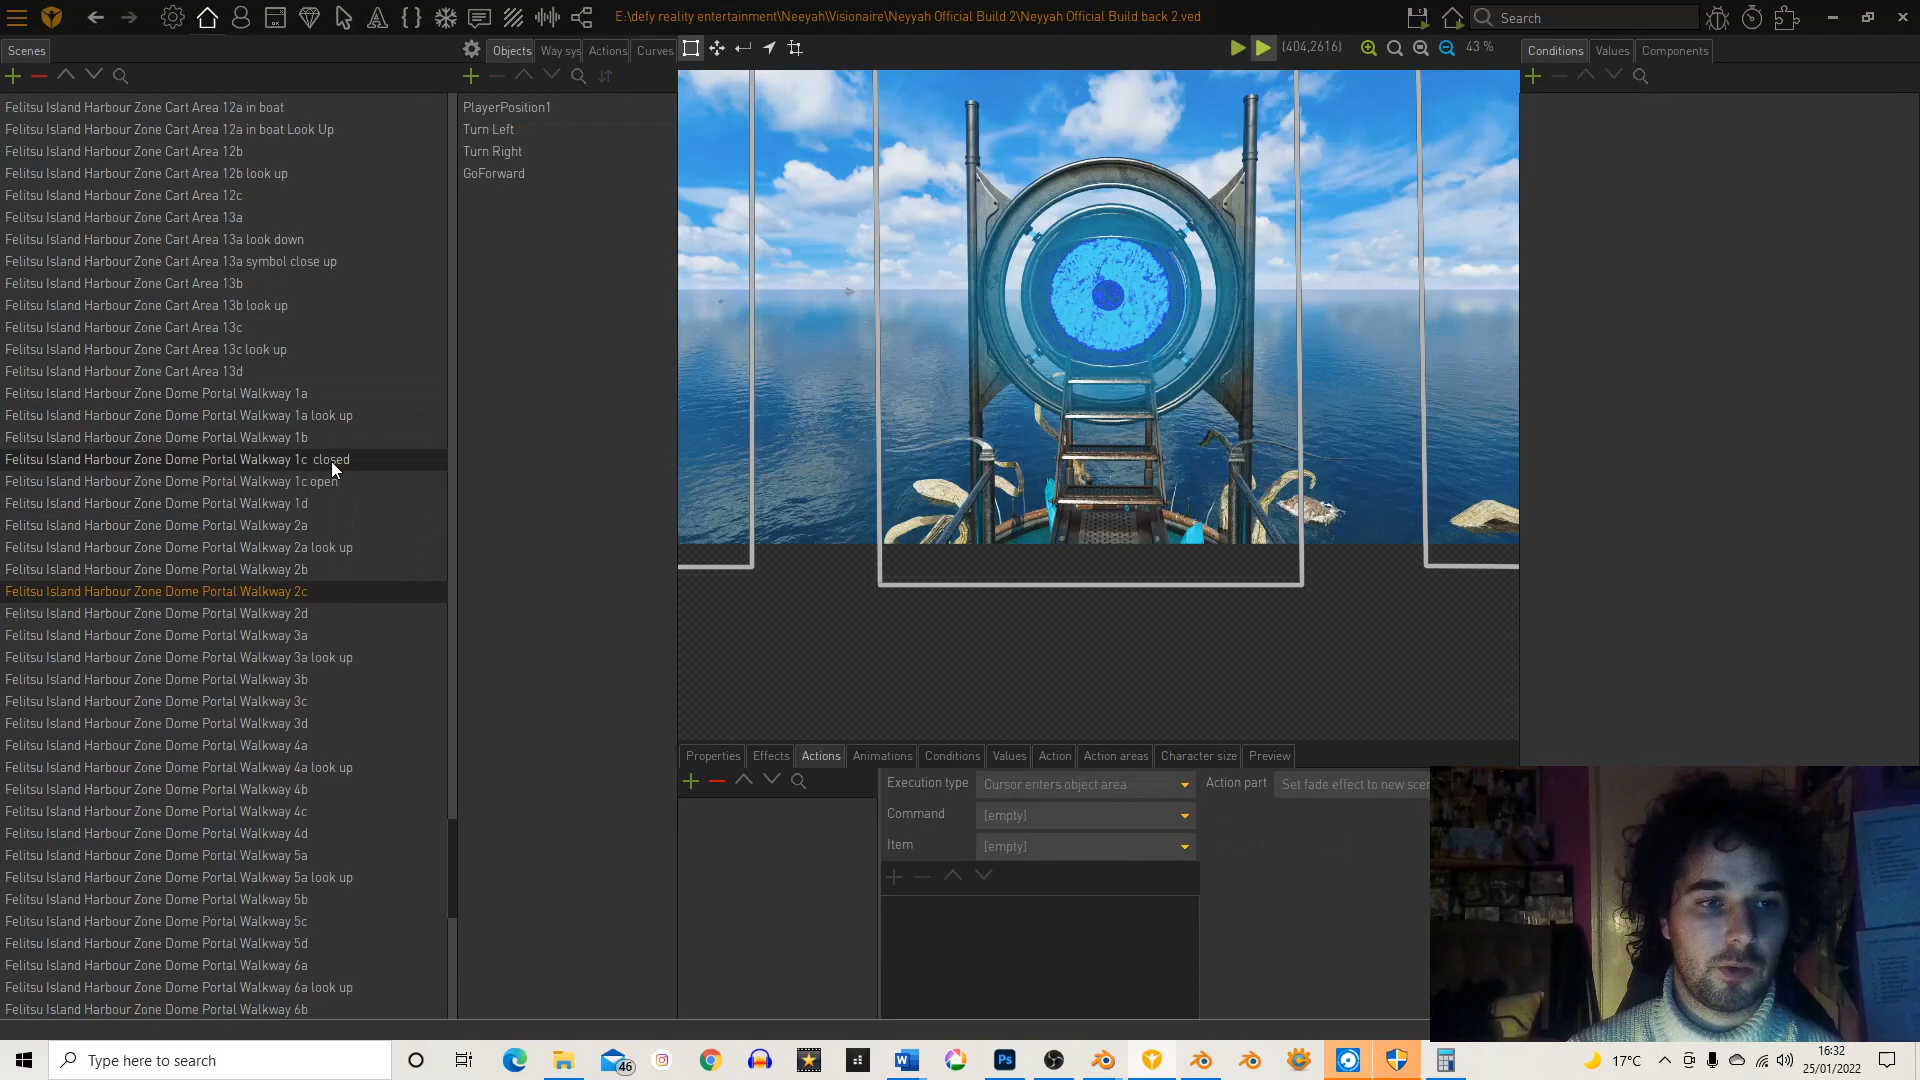 E:\defy reality entertainment\Neeyah\Visionaire\Neyyah Official Build 2\Neyyah Official Build back 2.ved
Search
Scenes
Objects
Way sys
Actions
Curves
(404,2616)
43 %
Conditions
Values
Components
Felitsu Island Harbour Zone Cart Area 12a in boat
Felitsu Island Harbour Zone Cart Area 12a in boat Look Up
Felitsu Island Harbour Zone Cart Area 12b
Felitsu Island Harbour Zone Cart Area 12b look up
Felitsu Island Harbour Zone Cart Area 12c
Felitsu Island Harbour Zone Cart Area 13a
Felitsu Island Harbour Zone Cart Area 13a look down
Felitsu Island Harbour Zone Cart Area 13a symbol close up
Felitsu Island Harbour Zone Cart Area 13b
Felitsu Island Harbour Zone Cart Area 13b look up
Felitsu Island Harbour Zone Cart Area 13c
Felitsu Island Harbour Zone Cart Area 13c look up
Felitsu Island Harbour Zone Cart Area 13d
Felitsu Island Harbour Zone Dome Portal Walkway 1a
Felitsu Island Harbour Zone Dome Portal Walkway 1a look up
Felitsu Island Harbour Zone Dome Portal Walkway 1b
Felitsu Island Harbour Zone Dome Portal Walkway 1c closed
Felitsu Island Harbour Zone Dome Portal Walkway 1c open
Felitsu Island Harbour Zone Dome Portal Walkway 1d
Felitsu Island Harbour Zone Dome Portal Walkway 2a
Felitsu Island Harbour Zone Dome Portal Walkway 2a look up
Felitsu Island Harbour Zone Dome Portal Walkway 2b
Felitsu Island Harbour Zone Dome Portal Walkway 2c
Felitsu Island Harbour Zone Dome Portal Walkway 2d
Felitsu Island Harbour Zone Dome Portal Walkway 3a
Felitsu Island Harbour Zone Dome Portal Walkway 3a look up
Felitsu Island Harbour Zone Dome Portal Walkway 3b
Felitsu Island Harbour Zone Dome Portal Walkway 3c
Felitsu Island Harbour Zone Dome Portal Walkway 3d
Felitsu Island Harbour Zone Dome Portal Walkway 4a
Felitsu Island Harbour Zone Dome Portal Walkway 4a look up
Felitsu Island Harbour Zone Dome Portal Walkway 4b
Felitsu Island Harbour Zone Dome Portal Walkway 4c
Felitsu Island Harbour Zone Dome Portal Walkway 4d
Felitsu Island Harbour Zone Dome Portal Walkway 5a
Felitsu Island Harbour Zone Dome Portal Walkway 5a look up
Felitsu Island Harbour Zone Dome Portal Walkway 5b
Felitsu Island Harbour Zone Dome Portal Walkway 5c
Felitsu Island Harbour Zone Dome Portal Walkway 5d
Felitsu Island Harbour Zone Dome Portal Walkway 6a
Felitsu Island Harbour Zone Dome Portal Walkway 6a look up
Felitsu Island Harbour Zone Dome Portal Walkway 6b
PlayerPosition1
Turn Left
Turn Right
GoForward
Properties
Effects
Actions
Animations
Conditions
Values
Action
Action areas
Character size
Preview
Execution type
Cursor enters object area
Command
[empty]
Item
[empty]
Action part
Set fade effect to new scen
Type here to search
46
Ps
17°C
16:32
25/01/2022